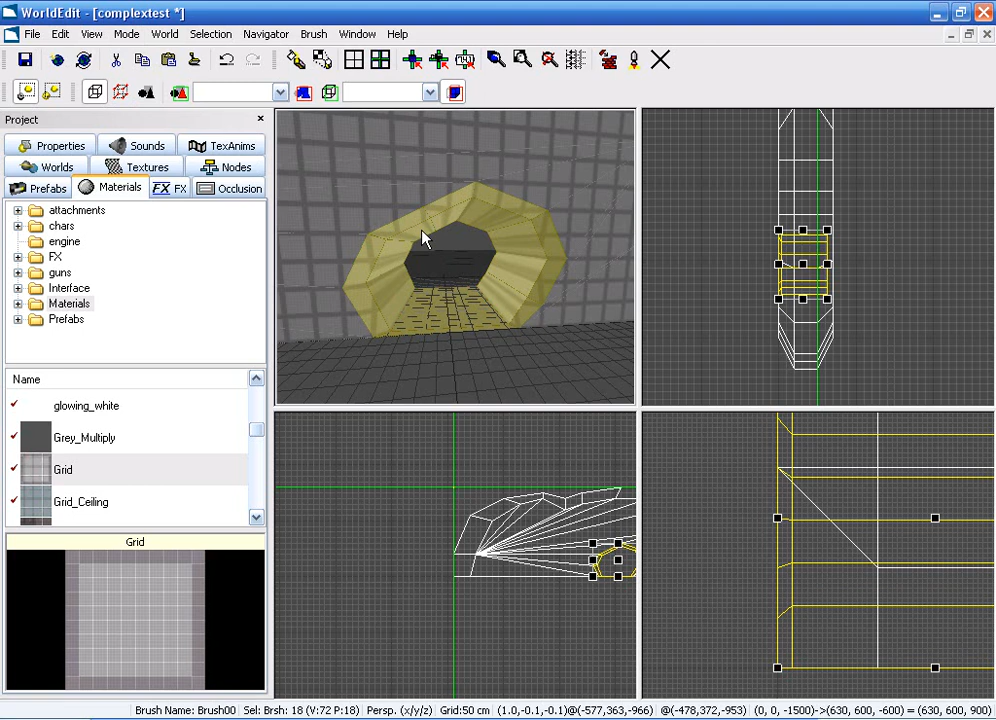 WorldEdit - [complextest *]
File Edit View Mode World Selection Navigator Brush Window Help
Project
Properties Sounds TexAnims
Worlds Textures Nodes
Prefabs Materials FX FX Occlusion
attachments
chars
engine
FX
guns
Interface
Materials
Prefabs
Name
glowing_white
Grey_Multiply
Grid
Grid_Ceiling
Grid
Brush Name: Brush00 Sel: Brsh: 18 (V:72 P:18) Persp. (x/y/z) Grid:50 cm (1.0,-0.1,-0.1)@(-577,363,-966) @(-478,372,-953) (0, 0, -1500)->(630, 600, -600) = (630, 600, 900)